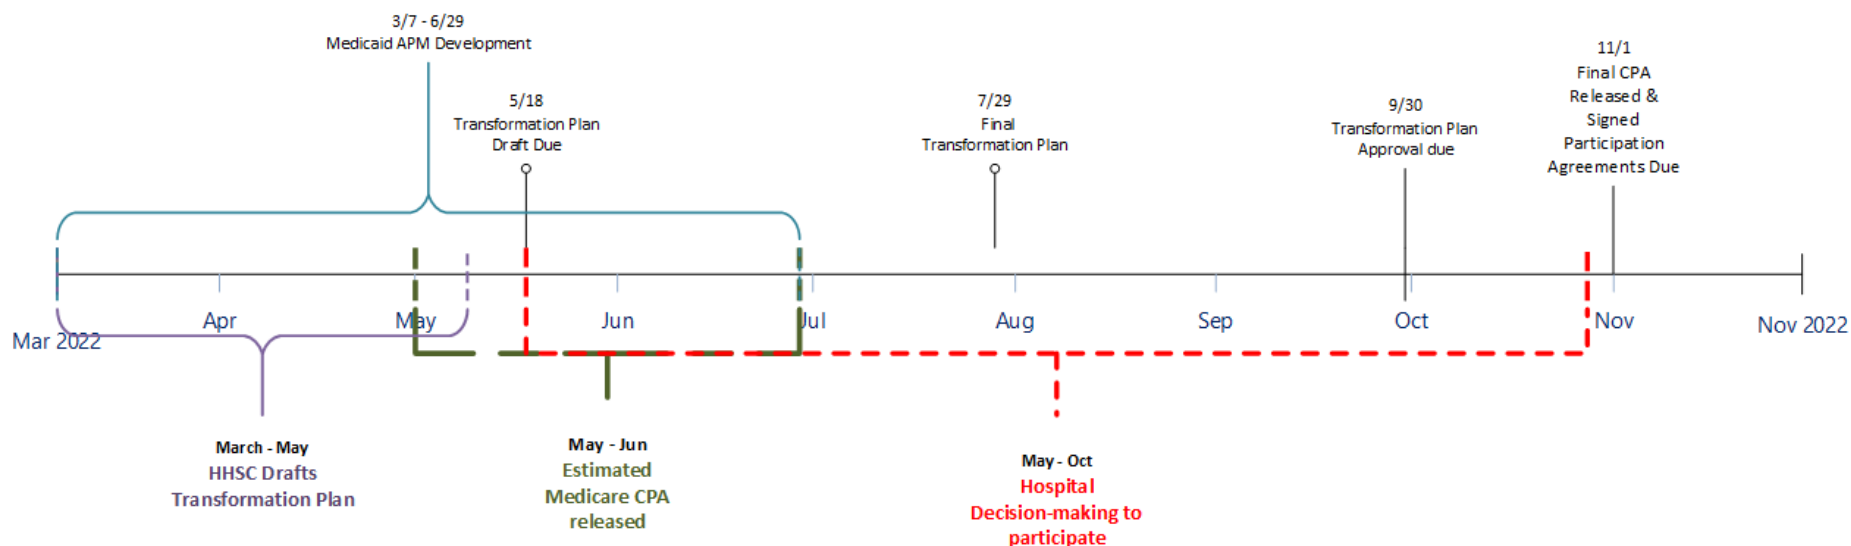 3/7 - 6/29
Medicaid APM Development
5/18
Transformation Plan
Draft Due
7/29
Final
Transformation Plan
9/30
Transformation Plan
Approval due
11/1
Final CPA
Released &
Signed
Participation
Agreements Due
Mar 2022
Apr
May
Jun
Jul
Aug
Sep
Oct
Nov
Nov 2022
March - May
HHSC Drafts
Transformation Plan
May - Jun
Estimated
Medicare CPA
released
May - Oct
Hospital
Decision-making to
participate